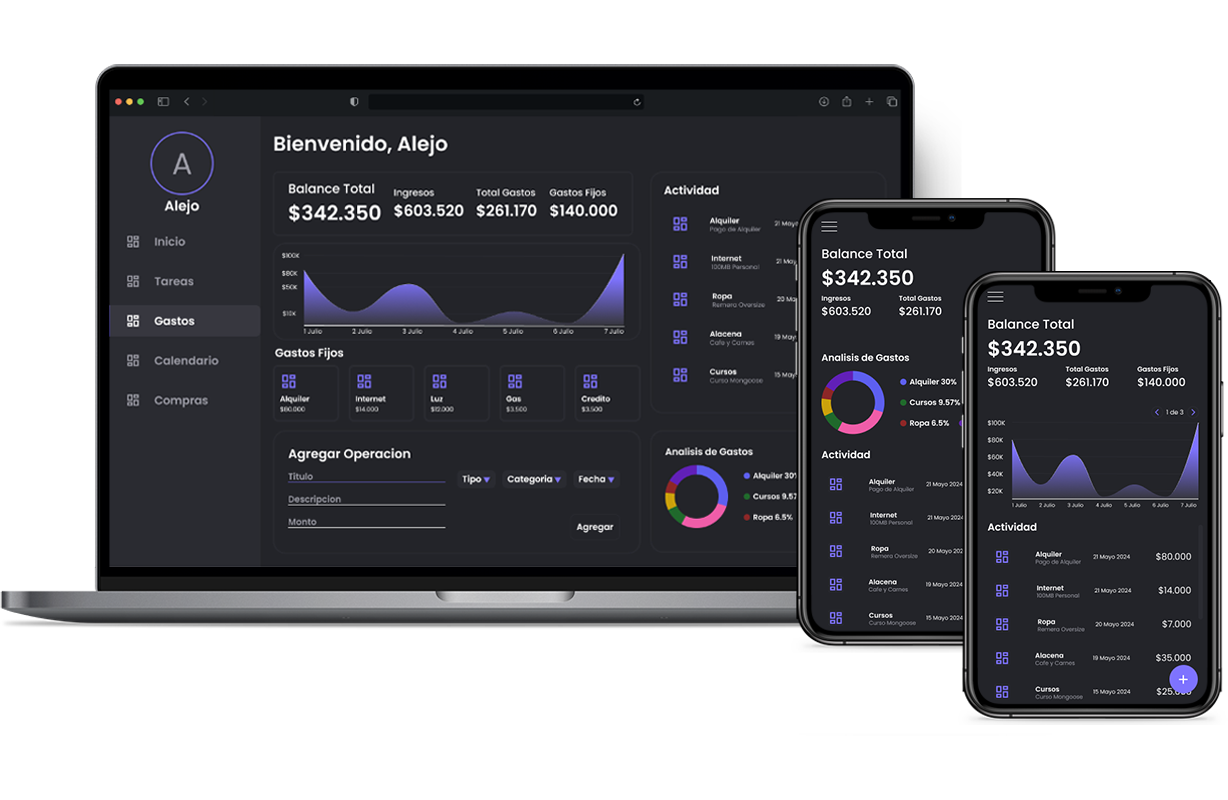 A
Alejo
Inicio
Tareas
Gastos
Calendario
Compras
Bienvenido, Alejo
Balance Total
$342.350
Ingresos
$603.520
Total Gastos
$261.170
Gastos Fijos
$140.000
$100K
$80K
$50K
$10K
1 Julio 2 Julio 3 Julio 4 Julio 5 Julio 6 Julio 7 Julio
Gastos Fijos
Alquiler
$80.000
Internet
$14.000
Luz
$12.000
Gas
$3.500
Credito
$3.500
Agregar Operacion
Titulo
Descripcion
Monto
Tipo
Categoria
Fecha
Agregar
Actividad
Alquiler
Pago de Alquiler
21 Mayo
Internet
100MB Personal
21 May
Ropa
Remera Oversize
20 May
Alacena
Cafe y Carnes
19 May
Cursos
Curso Mongoose
15 May
Analisis de Gastos
Alquiler 30%
Cursos 9.57
Ropa 6.5%
Balance Total
$342.350
Ingresos
$603.520
Total Gastos
$261.170
Analisis de Gastos
Alquiler 30%
Cursos 9.57%
Ropa 6.5%
Actividad
Alquiler
Pago de Alquiler
21 Mayo 2024
Internet
100MB Personal
21 Mayo 2024
Ropa
Remera Oversize
20 Mayo 202
Alacena
Cafe y Carnes
19 Mayo 2024
Cursos
Curso Mongoose
15 Mayo 2024
Balance Total
$342.350
Ingresos
$603.520
Total Gastos
$261.170
Gastos Fijos
$140.000
1 de 3
$100K
$80K
$60K
$40K
$20K
1 Julio 2 Julio 3 Julio 4 Julio 5 Julio 6 Julio 7 Julio
Actividad
Alquiler
Pago de Alquiler
21 Mayo 2024
$80.000
Internet
100MB Personal
21 Mayo 2024
$14.000
Ropa
Remera Oversize
20 Mayo 2024
$7.000
Alacena
Cafe y Carnes
19 Mayo 2024
$35.000
Cursos
Curso Mongoose
15 Mayo 2024
$25.000
+